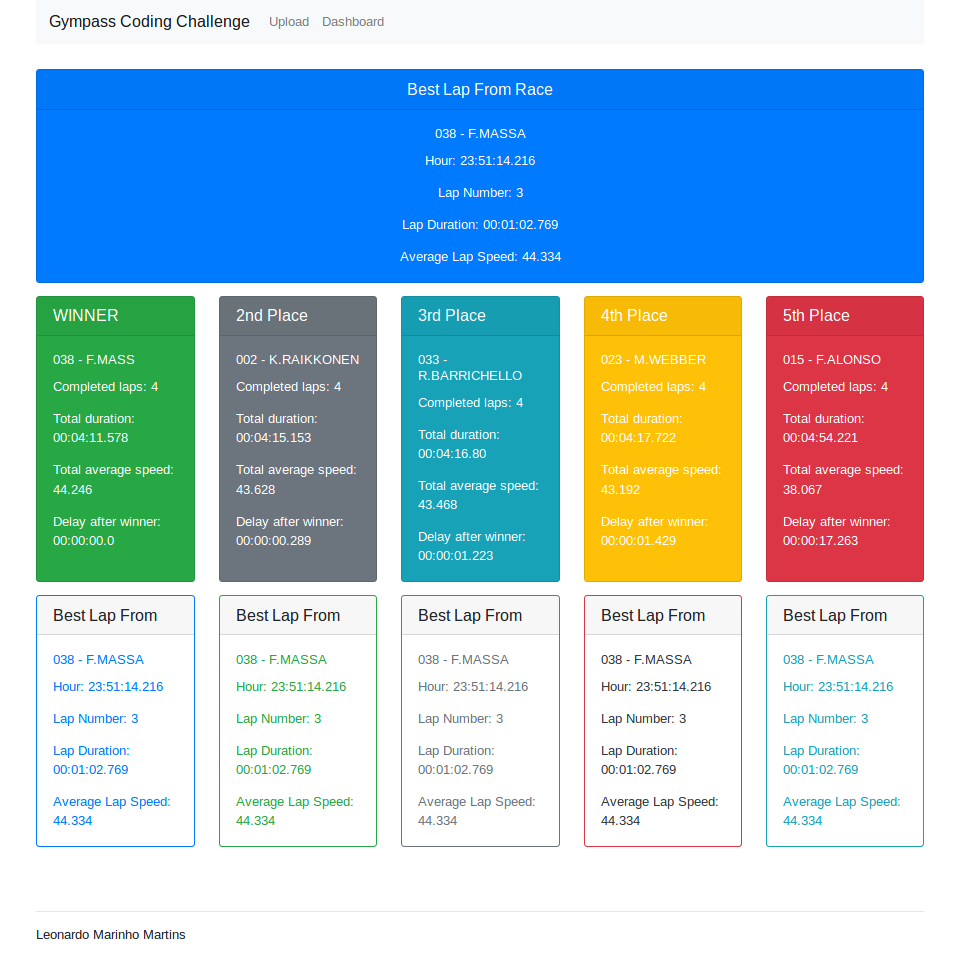 Gympass Coding Challenge Upload Dashboard
Best Lap From Race
038 - F.MASSA
Hour: 23:51:14.216
Lap Number: 3
Lap Duration: 00:01:02.769
Average Lap Speed: 44.334
WINNER
038 - F.MASS
Completed laps: 4
Total duration:
00:04:11.578
Total average speed:
44.246
Delay after winner:
00:00:00.0
2nd Place
002 - K.RAIKKONEN
Completed laps: 4
Total duration:
00:04:15.153
Total average speed:
43.628
Delay after winner:
00:00:00.289
3rd Place
033 -
R.BARRICHELLO
Completed laps: 4
Total duration:
00:04:16.80
Total average speed:
43.468
Delay after winner:
00:00:01.223
4th Place
023 - M.WEBBER
Completed laps: 4
Total duration:
00:04:17.722
Total average speed:
43.192
Delay after winner:
00:00:01.429
5th Place
015 - F.ALONSO
Completed laps: 4
Total duration:
00:04:54.221
Total average speed:
38.067
Delay after winner:
00:00:17.263
Best Lap From
038 - F.MASSA
Hour: 23:51:14.216
Lap Number: 3
Lap Duration:
00:01:02.769
Average Lap Speed:
44.334
Best Lap From
038 - F.MASSA
Hour: 23:51:14.216
Lap Number: 3
Lap Duration:
00:01:02.769
Average Lap Speed:
44.334
Best Lap From
038 - F.MASSA
Hour: 23:51:14.216
Lap Number: 3
Lap Duration:
00:01:02.769
Average Lap Speed:
44.334
Best Lap From
038 - F.MASSA
Hour: 23:51:14.216
Lap Number: 3
Lap Duration:
00:01:02.769
Average Lap Speed:
44.334
Best Lap From
038 - F.MASSA
Hour: 23:51:14.216
Lap Number: 3
Lap Duration:
00:01:02.769
Average Lap Speed:
44.334
Leonardo Marinho Martins